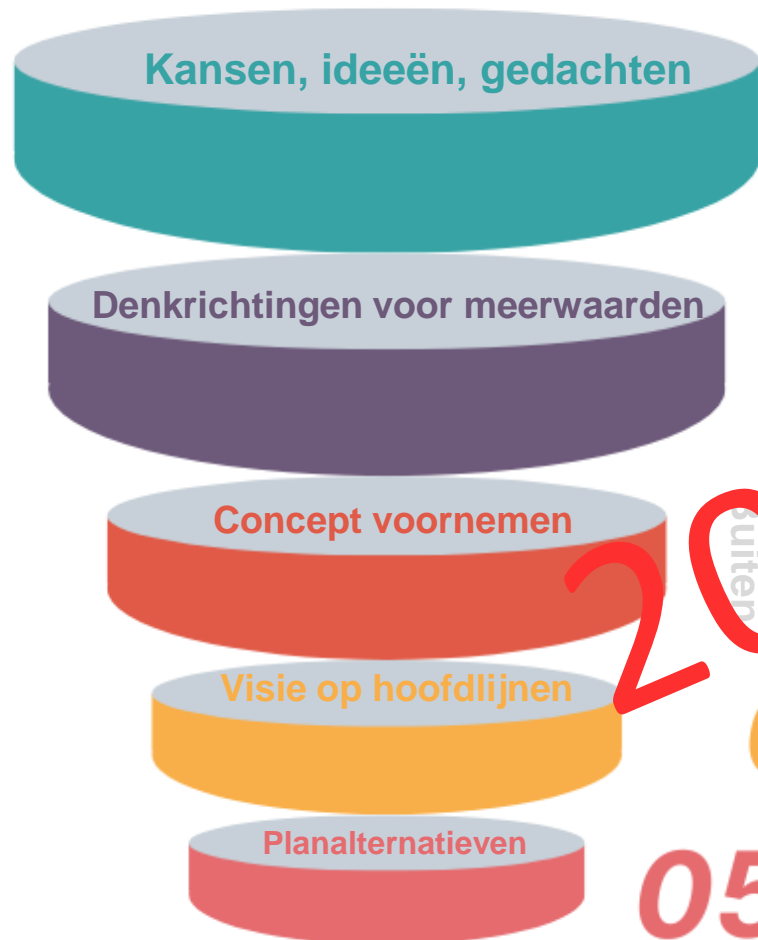 Kansen, ideeën, gedachten
Denkrichtingen voor meerwaarden
Concept voornemen
20
Visie op hoofdlijnen
Planalternatieven
05